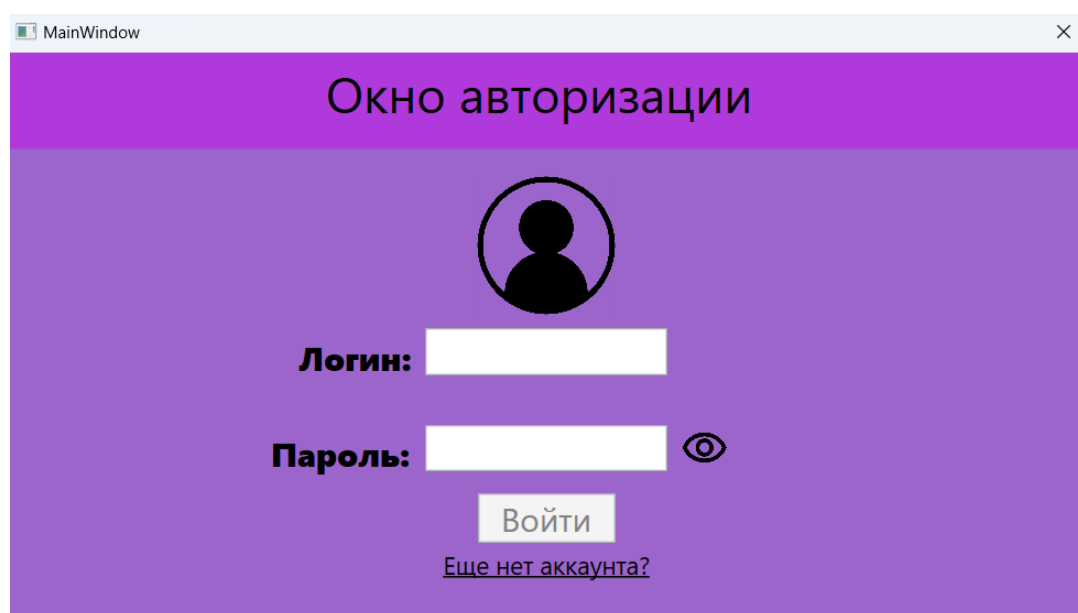 MainWindow
Окно авторизации
Логин:
Пароль:
Войти
Еще нет аккаунта?